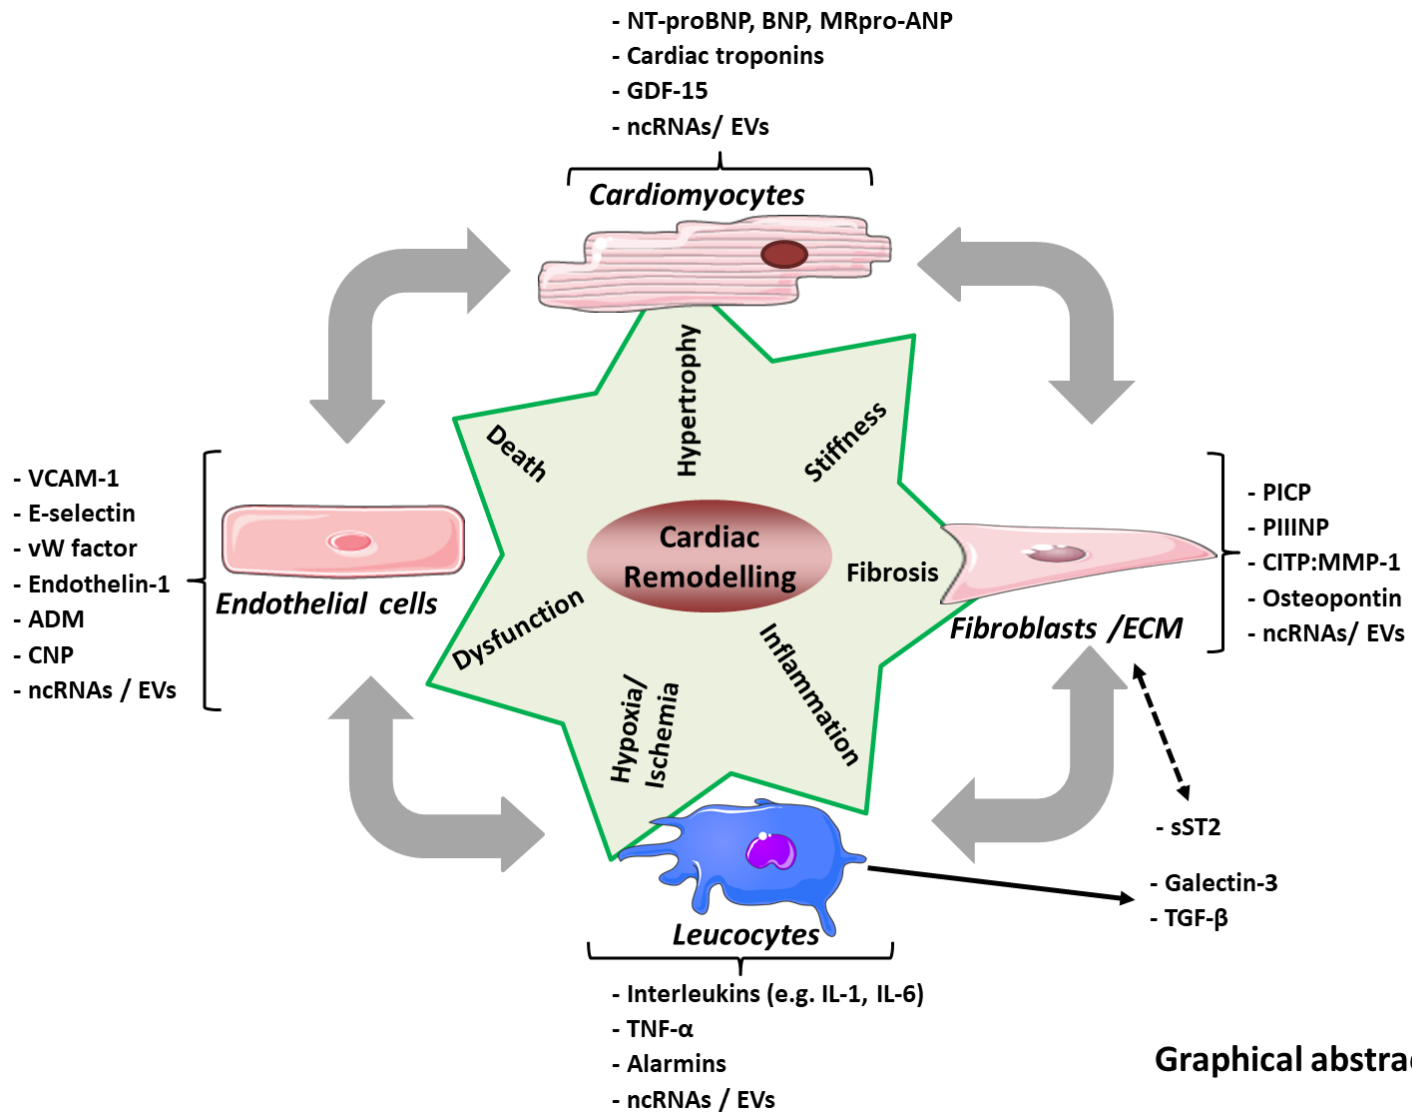 - NT-proBNP, BNP, MRpro-ANP
- Cardiac troponins
- GDF-15
- ncRNAs/ EVs
Cardiomyocytes
Hypertrophy
Death
Stiffness
Cardiac
Remodelling
Fibrosis
Dysfunction
Inflammation
Hypoxia/
Ischemia
- VCAM-1
- E-selectin
- vW factor
- Endothelin-1
- ADM
- CNP
- ncRNAs / EVs
Endothelial cells
Fibroblasts /ECM
- PICP
- PIIINP
- CITP:MMP-1
- Osteopontin
- ncRNAs/ EVs
- sST2
- Galectin-3
- TGF-β
Leucocytes
- Interleukins (e.g. IL-1, IL-6)
- TNF-α
- Alarmins
- ncRNAs / EVs
Graphical abstrac